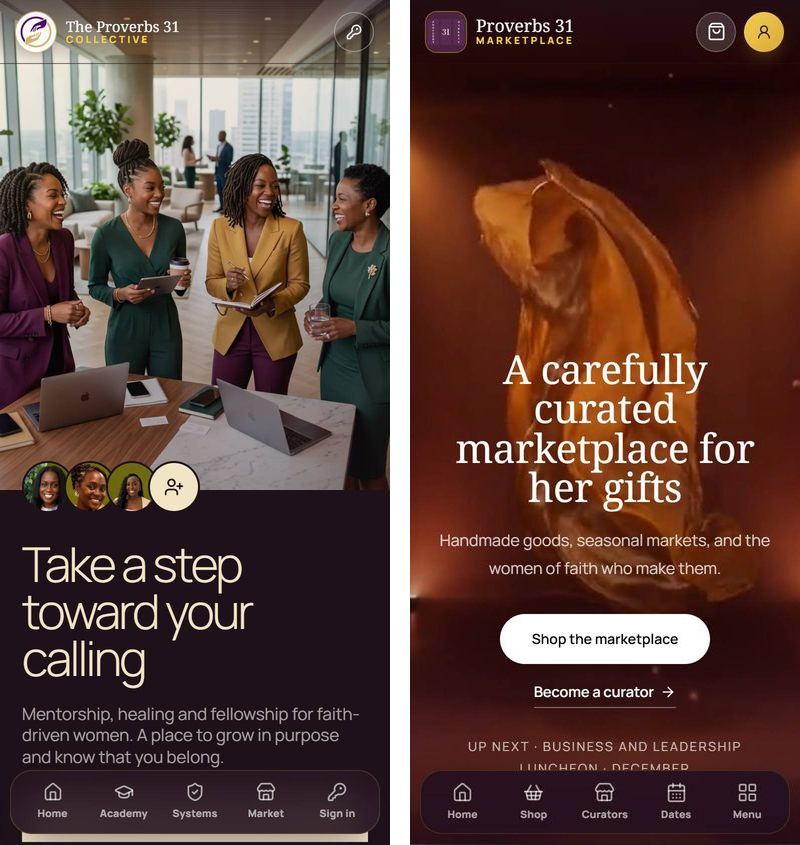 The Proverbs 31
COLLECTIVE
Take a step
toward your
calling
Mentorship, healing and fellowship for faith-
driven women. A place to grow in purpose
and know that you belong.
Home
Academy
Systems
Market
Sign in
31
Proverbs 31
MARKETPLACE
A carefully
curated
marketplace for
her gifts
Handmade goods, seasonal markets, and the
women of faith who make them.
Shop the marketplace
Become a curator →
UP NEXT · BUSINESS AND LEADERSHIP
LUNCHEON · DECEMBER
Home
Shop
Curators
Dates
Menu